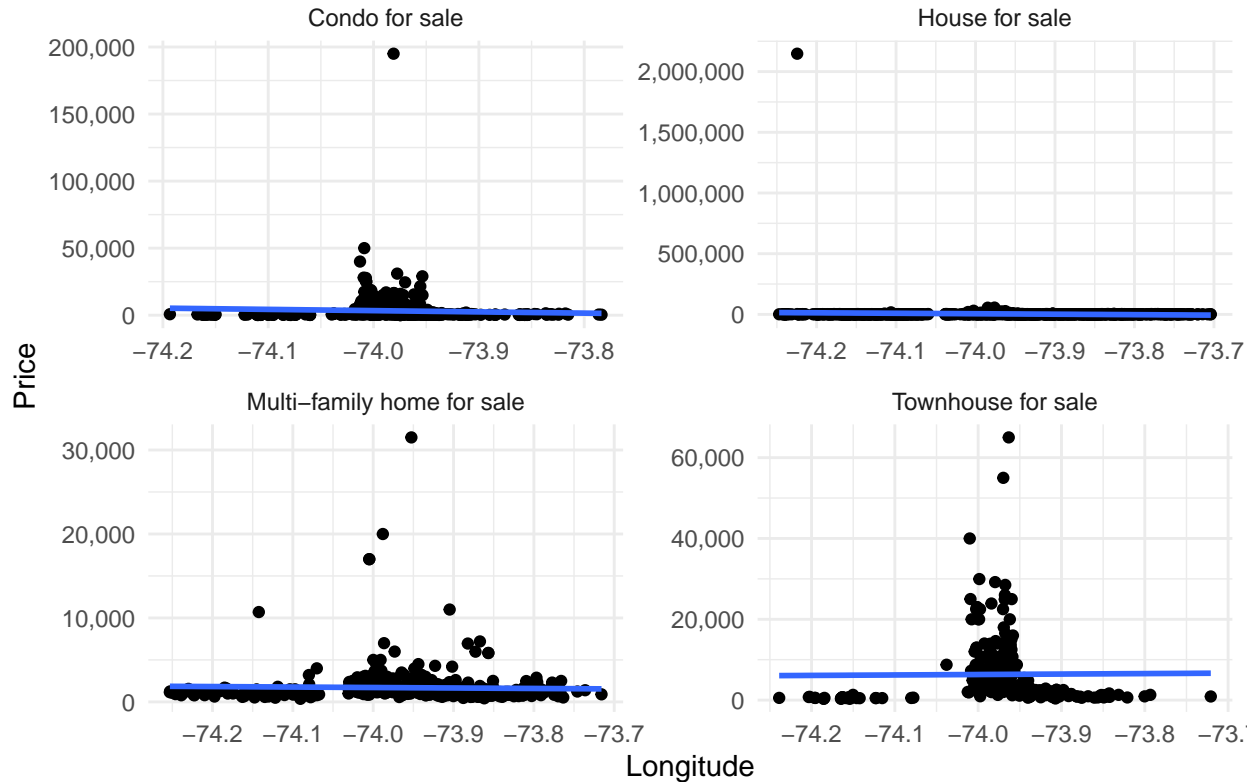 Condo for sale
House for sale
200,000
150,000
100,000
50,000
0
−74.2 −74.1 −74.0 −73.9 −73.8
2,000,000
1,500,000
1,000,000
500,000
0
−74.2 −74.1 −74.0 −73.9 −73.8 −73.7
Price
Multi−family home for sale
Townhouse for sale
30,000
20,000
10,000
0
−74.2 −74.1 −74.0 −73.9 −73.8 −73.7
60,000
40,000
20,000
0
−74.2 −74.1 −74.0 −73.9 −73.8
Longitude